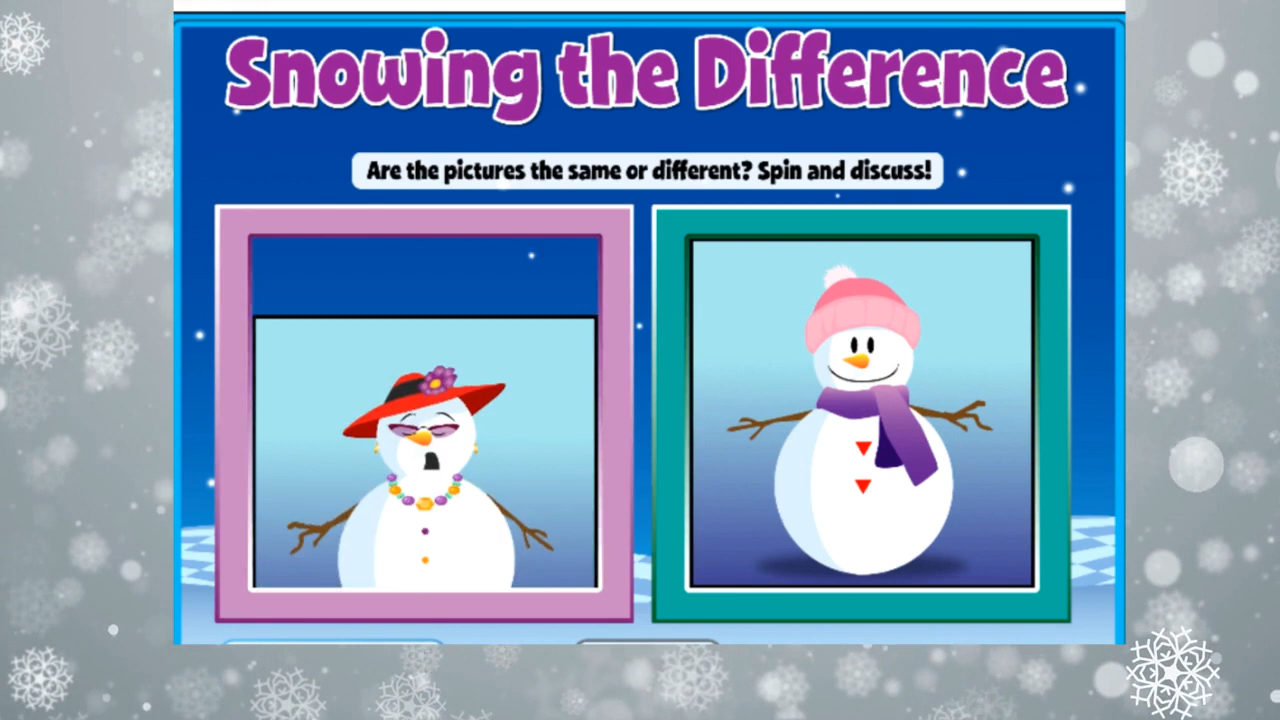 Snowing the Difference
Are the pictures the same or different? Spin and discuss!